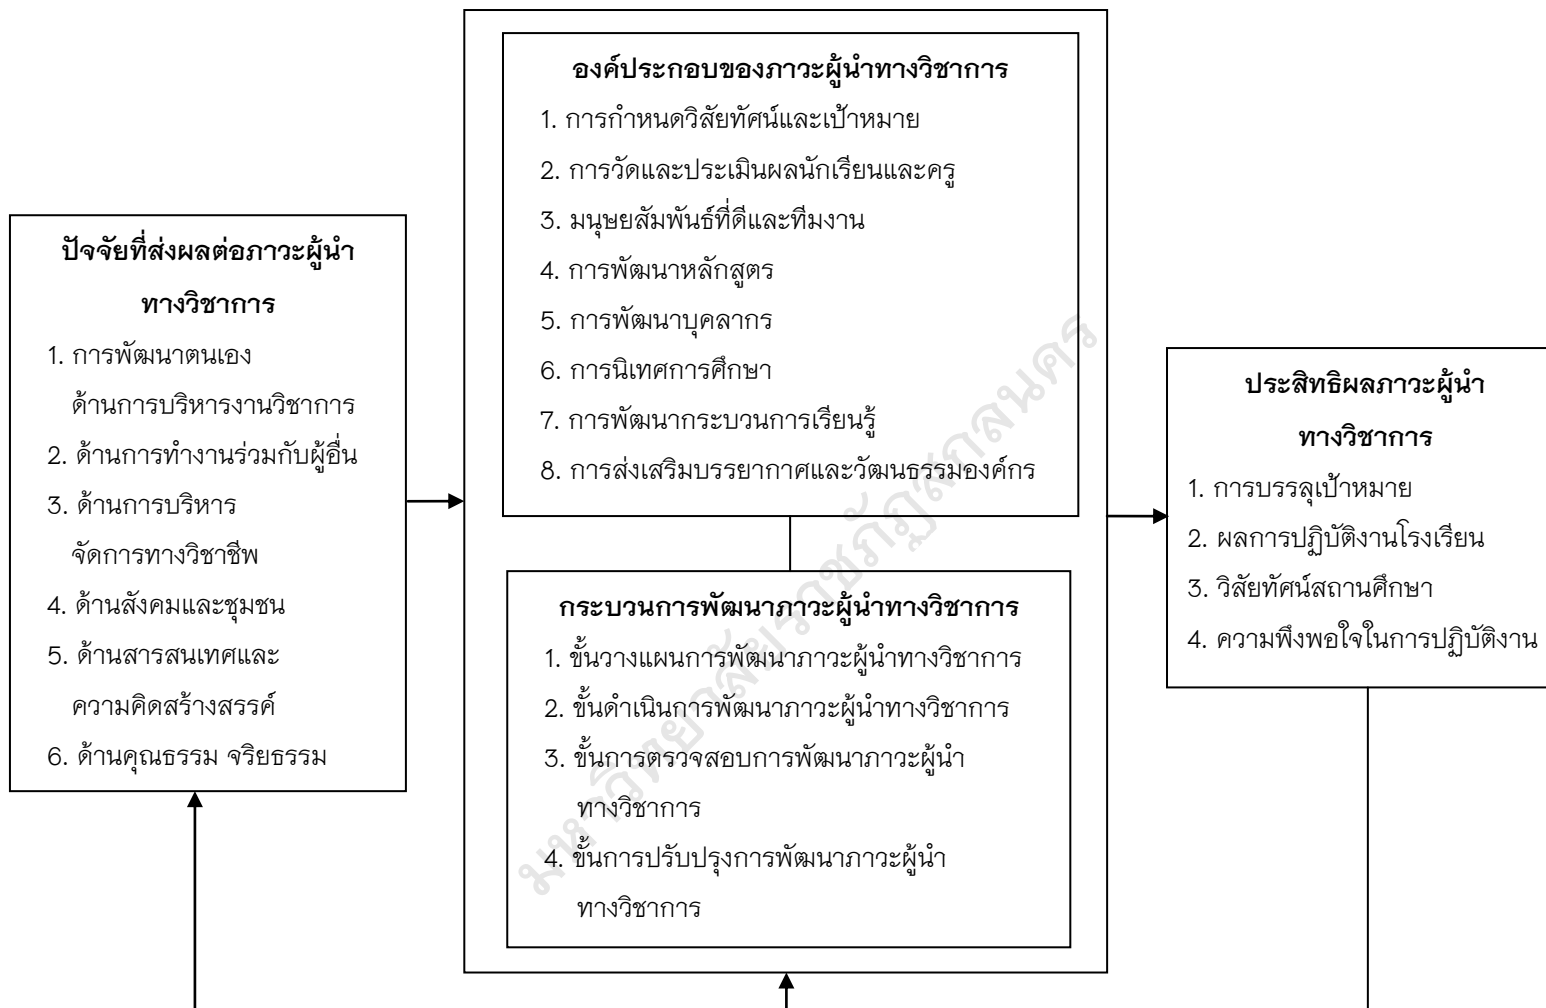 ปัจจัยที่ส่งผลต่อภาวะผู้นำ
ทางวิชาการ
1. การพัฒนาตนเอง
ด้านการบริหารงานวิชาการ
2. ด้านการทำงานร่วมกับผู้อื่น
3. ด้านการบริหาร
จัดการทางวิชาชีพ
4. ด้านสังคมและชุมชน
5. ด้านสารสนเทศและ
ความคิดสร้างสรรค์
6. ด้านคุณธรรม จริยธรรม
องค์ประกอบของภาวะผู้นำทางวิชาการ
1. การกำหนดวิสัยทัศน์และเป้าหมาย
2. การวัดและประเมินผลนักเรียนและครู
3. มนุษยสัมพันธ์ที่ดีและทีมงาน
4. การพัฒนาหลักสูตร
5. การพัฒนาบุคลากร
6. การนิเทศการศึกษา
7. การพัฒนากระบวนการเรียนรู้
8. การส่งเสริมบรรยากาศและวัฒนธรรมองค์กร
กระบวนการพัฒนาภาวะผู้นำทางวิชาการ
1. ขั้นวางแผนการพัฒนาภาวะผู้นำทางวิชาการ
2. ขั้นดำเนินการพัฒนาภาวะผู้นำทางวิชาการ
3. ขั้นการตรวจสอบการพัฒนาภาวะผู้นำ
ทางวิชาการ
4. ขั้นการปรับปรุงการพัฒนาภาวะผู้นำ
ทางวิชาการ
ประสิทธิผลภาวะผู้นำ
ทางวิชาการ
1. การบรรลุเป้าหมาย
2. ผลการปฏิบัติงานโรงเรียน
3. วิสัยทัศน์สถานศึกษา
4. ความพึงพอใจในการปฏิบัติงาน
มหาวิทยาลัยราชภัฏสกลนคร